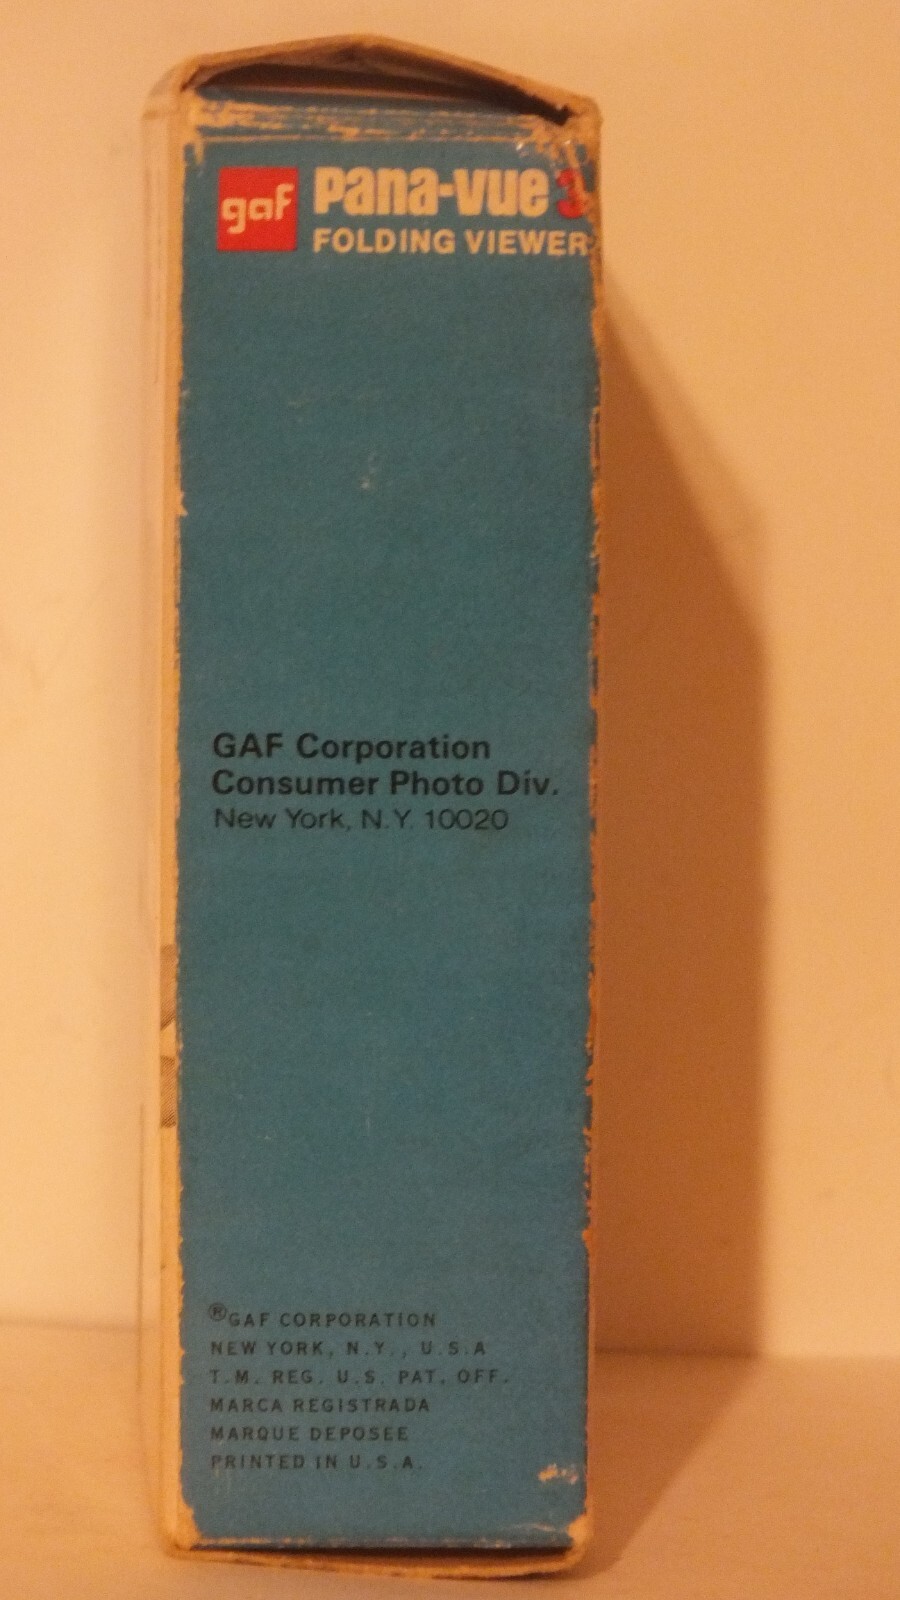 gaf
pana-vue 3
FOLDING VIEWER
GAF Corporation
Consumer Photo Div.
New York, N.Y. 10020
®GAF CORPORATION
NEW YORK, N.Y., U.S.A
T.M. REG. U.S. PAT. OFF.
MARCA REGISTRADA
MARQUE DEPOSEE
PRINTED IN U.S.A.